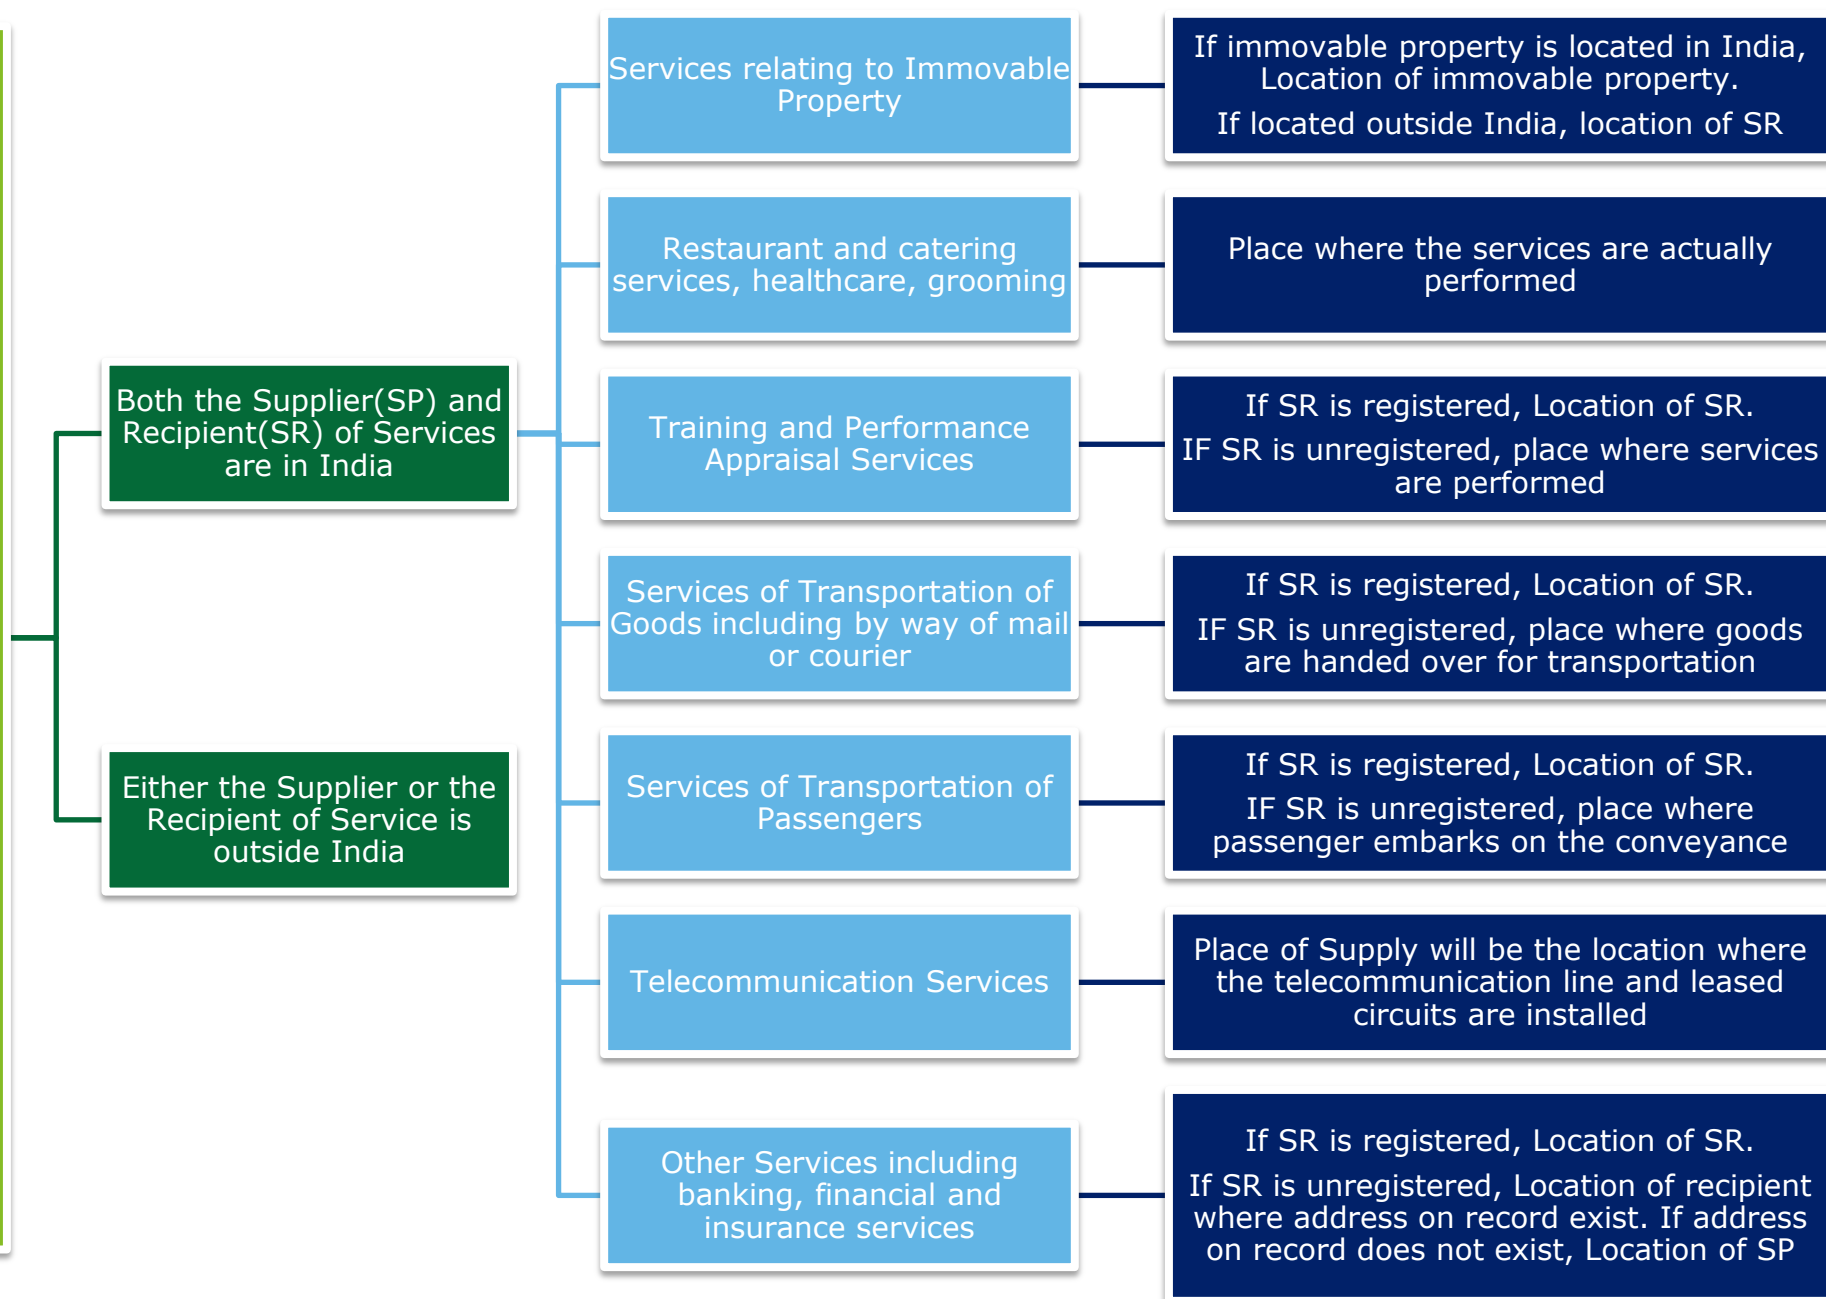 Both the Supplier(SP) and
Recipient(SR) of Services
are in India
Either the Supplier or the
Recipient of Service is
outside India
Services relating to Immovable
Property
If immovable property is located in India,
Location of immovable property.
If located outside India, location of SR
Restaurant and catering
services, healthcare, grooming
Place where the services are actually
performed
Training and Performance
Appraisal Services
If SR is registered, Location of SR.
IF SR is unregistered, place where services
are performed
Services of Transportation of
Goods including by way of mail
or courier
If SR is registered, Location of SR.
IF SR is unregistered, place where goods
are handed over for transportation
Services of Transportation of
Passengers
If SR is registered, Location of SR.
IF SR is unregistered, place where
passenger embarks on the conveyance
Telecommunication Services
Place of Supply will be the location where
the telecommunication line and leased
circuits are installed
Other Services including
banking, financial and
insurance services
If SR is registered, Location of SR.
If SR is unregistered, Location of recipient
where address on record exist. If address
on record does not exist, Location of SP